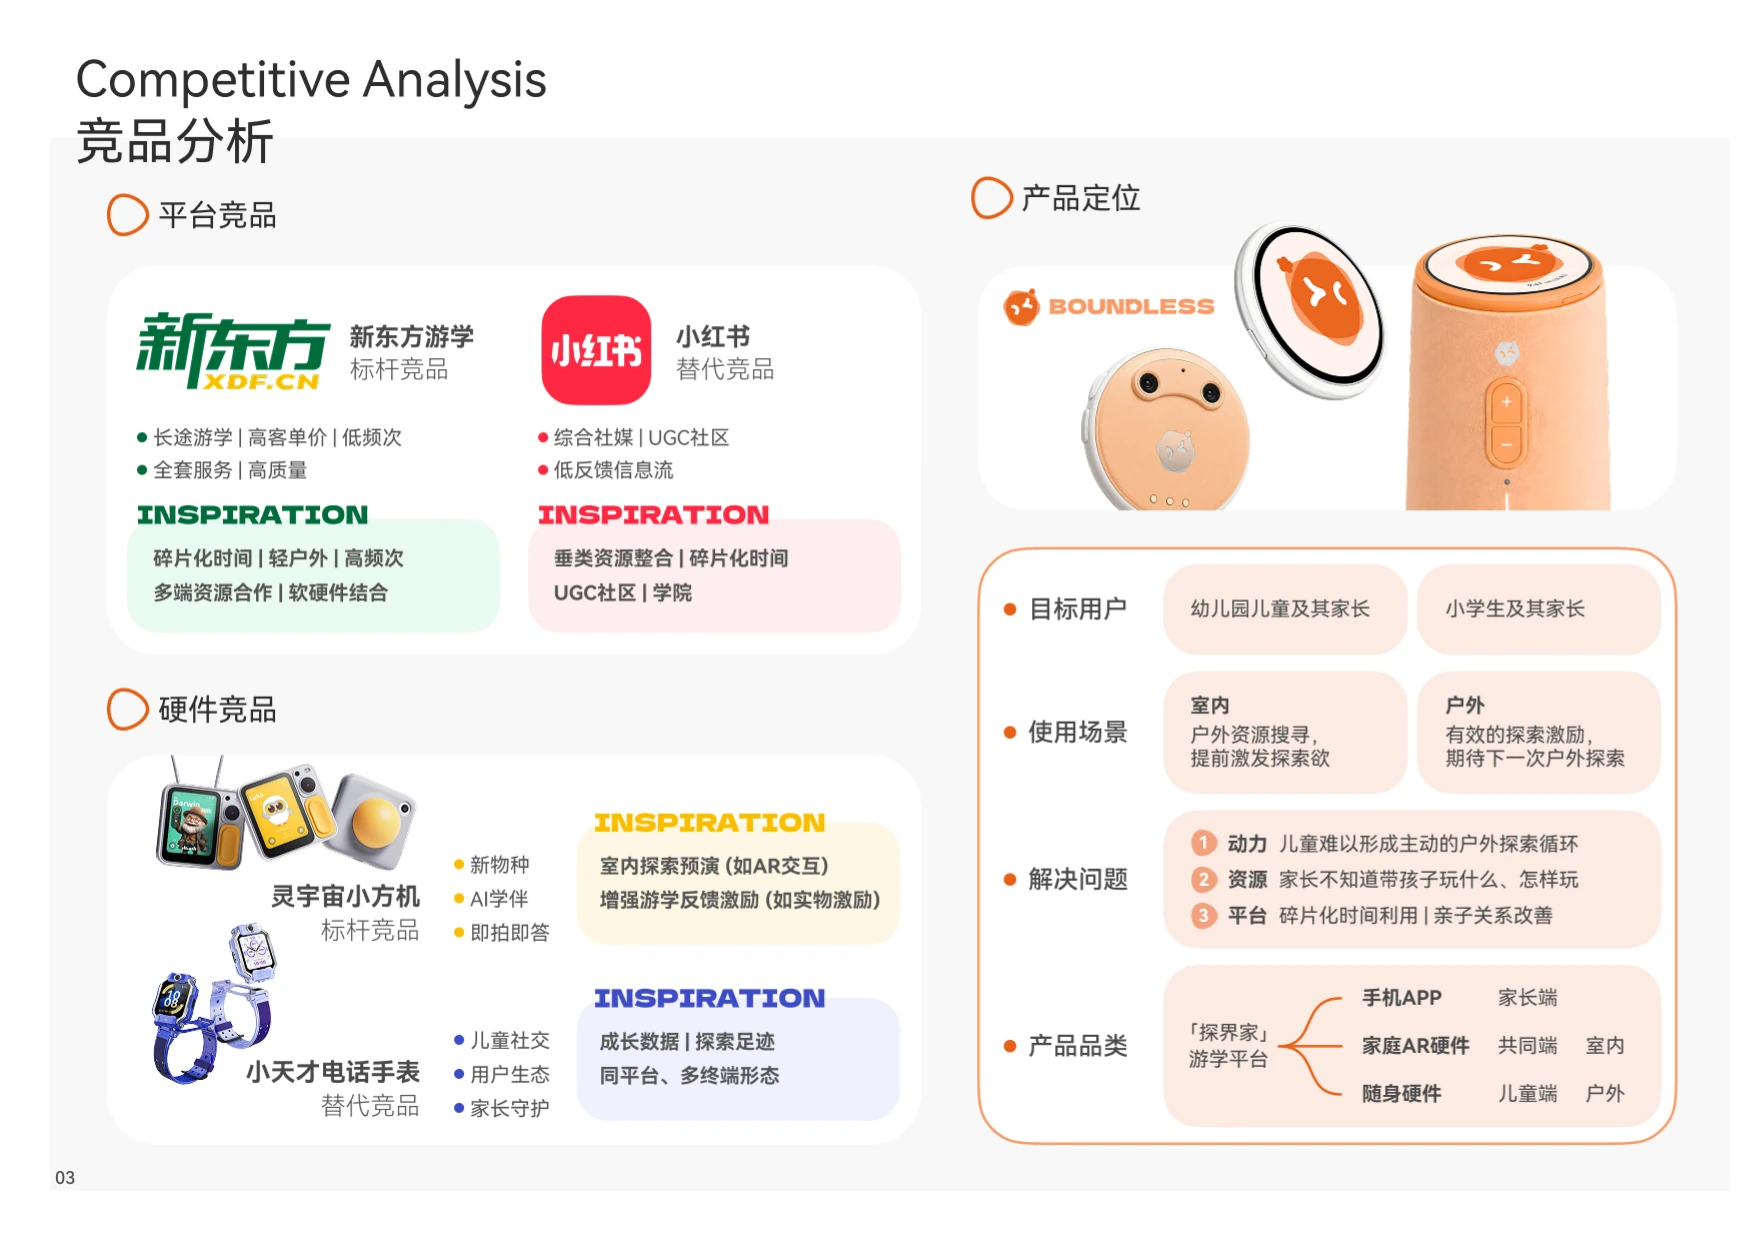 Competitive Analysis
竞品分析
平台竞品
新东方
XDF.CN
新东方游学
标杆竞品
长途游学 | 高客单价 | 低频次
全套服务 | 高质量
INSPIRATION
碎片化时间 | 轻户外 | 高频次
多端资源合作 | 软硬件结合
小红书
小红书
替代竞品
综合社媒 | UGC社区
低反馈信息流
INSPIRATION
垂类资源整合 | 碎片化时间
UGC社区 | 学院
硬件竞品
Darwin
灵宇宙小方机
标杆竞品
新物种
AI学伴
即拍即答
INSPIRATION
室内探索预演 (如AR交互)
增强游学反馈激励 (如实物激励)
小天才电话手表
替代竞品
儿童社交
用户生态
家长守护
INSPIRATION
成长数据 | 探索足迹
同平台、多终端形态
产品定位
BOUNDLESS
+
−
目标用户
幼儿园儿童及其家长
小学生及其家长
使用场景
室内
户外资源搜寻，
提前激发探索欲
户外
有效的探索激励，
期待下一次户外探索
解决问题
1 动力 儿童难以形成主动的户外探索循环
2 资源 家长不知道带孩子玩什么、怎样玩
3 平台 碎片化时间利用 | 亲子关系改善
产品品类
「探界家」
游学平台
手机APP 家长端
家庭AR硬件 共同端 室内
随身硬件 儿童端 户外
03